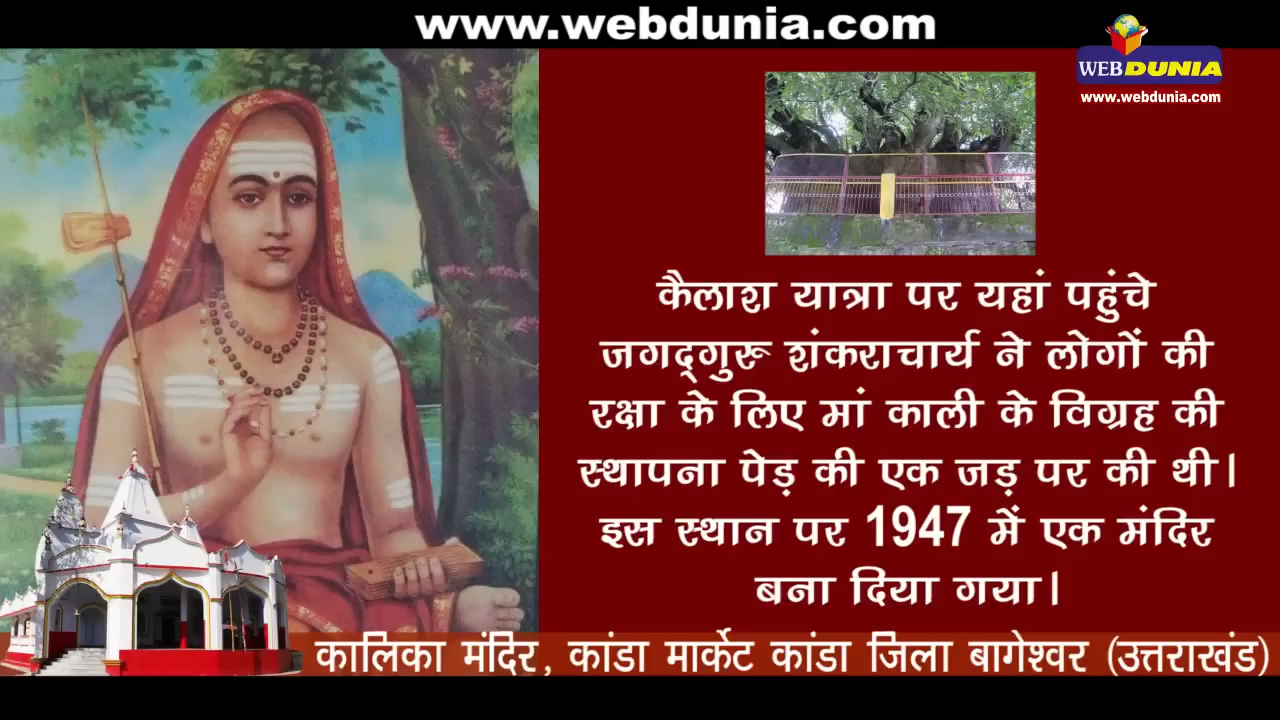 www.webdunia.com
WEBDUNIA
www.webdunia.com
कैलाश यात्रा पर यहां पहुंचे
जगद्गुरू शंकराचार्य ने लोगों की
रक्षा के लिए मां काली के विग्रह की
स्थापना पेड़ की एक जड़ पर की थी।
इस स्थान पर 1947 में एक मंदिर
बना दिया गया।
कालिका मंदिर, कांडा मार्केट कांडा जिला बागेश्वर (उत्तराखंड)